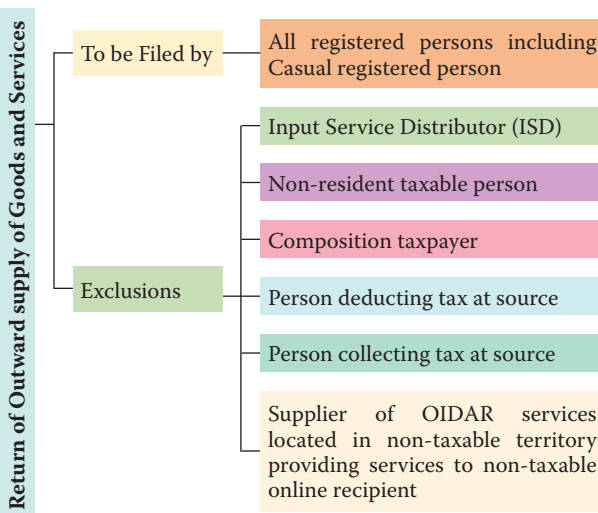 Return of Outward supply of Goods and Services
To be Filed by
All registered persons including
Casual registered person
Exclusions
Input Service Distributor (ISD)
Non-resident taxable person
Composition taxpayer
Person deducting tax at source
Person collecting tax at source
Supplier of OIDAR services
located in non-taxable territory
providing services to non-taxable
online recipient